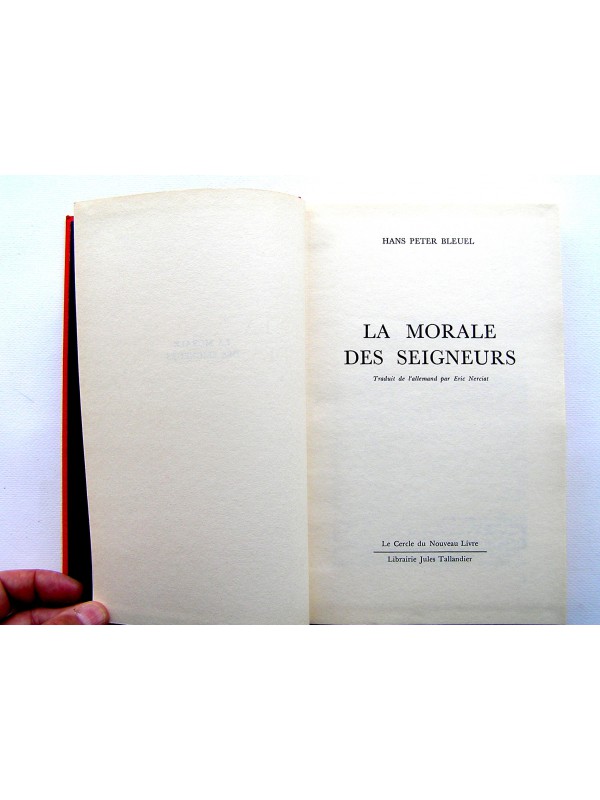 HANS PETER BLEUEL
LA MORALE
DES SEIGNEURS
Traduit de l'allemand par Eric Nerciat
Le Cercle du Nouveau Livre
Librairie Jules Tallandier